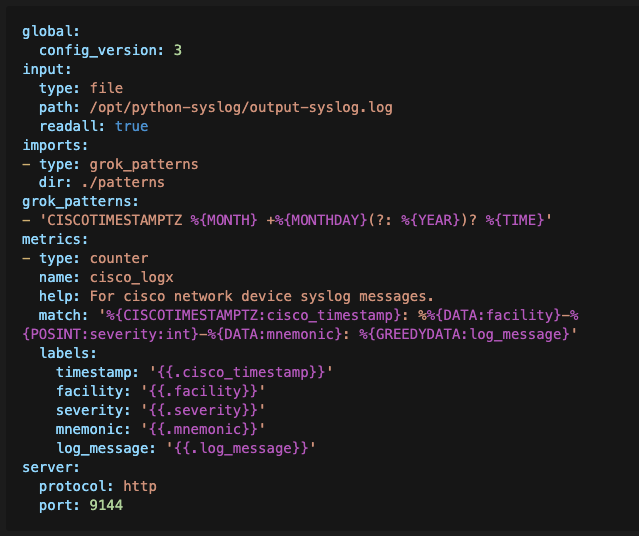 global:
  config_version: 3
input:
  type: file
  path: /opt/python-syslog/output-syslog.log
  readall: true
imports:
- type: grok_patterns
  dir: ./patterns
grok_patterns:
- 'CISCOTIMESTAMPTZ %{MONTH} +%{MONTHDAY}(?: %{YEAR})? %{TIME}'
metrics:
- type: counter
  name: cisco_logx
  help: For cisco network device syslog messages.
  match: '%{CISCOTIMESTAMPTZ:cisco_timestamp}: %%{DATA:facility}-%
{POSINT:severity:int}-%{DATA:mnemonic}: %{GREEDYDATA:log_message}'
  labels:
    timestamp: '{{.cisco_timestamp}}'
    facility: '{{.facility}}'
    severity: '{{.severity}}'
    mnemonic: '{{.mnemonic}}'
    log_message: '{{.log_message}}'
server:
  protocol: http
  port: 9144